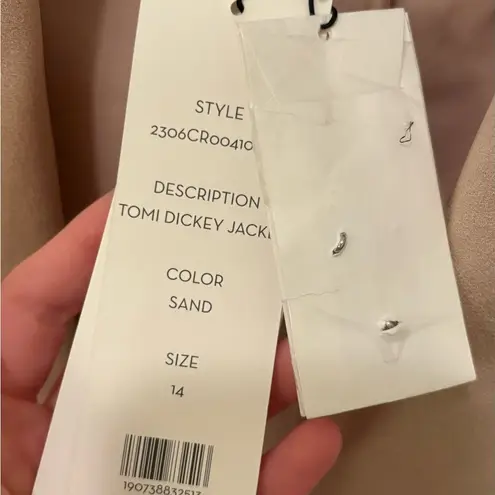 STYLE
2306CR00410
DESCRIPTION
TOMI DICKEY JACK
COLOR
SAND
SIZE
14
190738832513